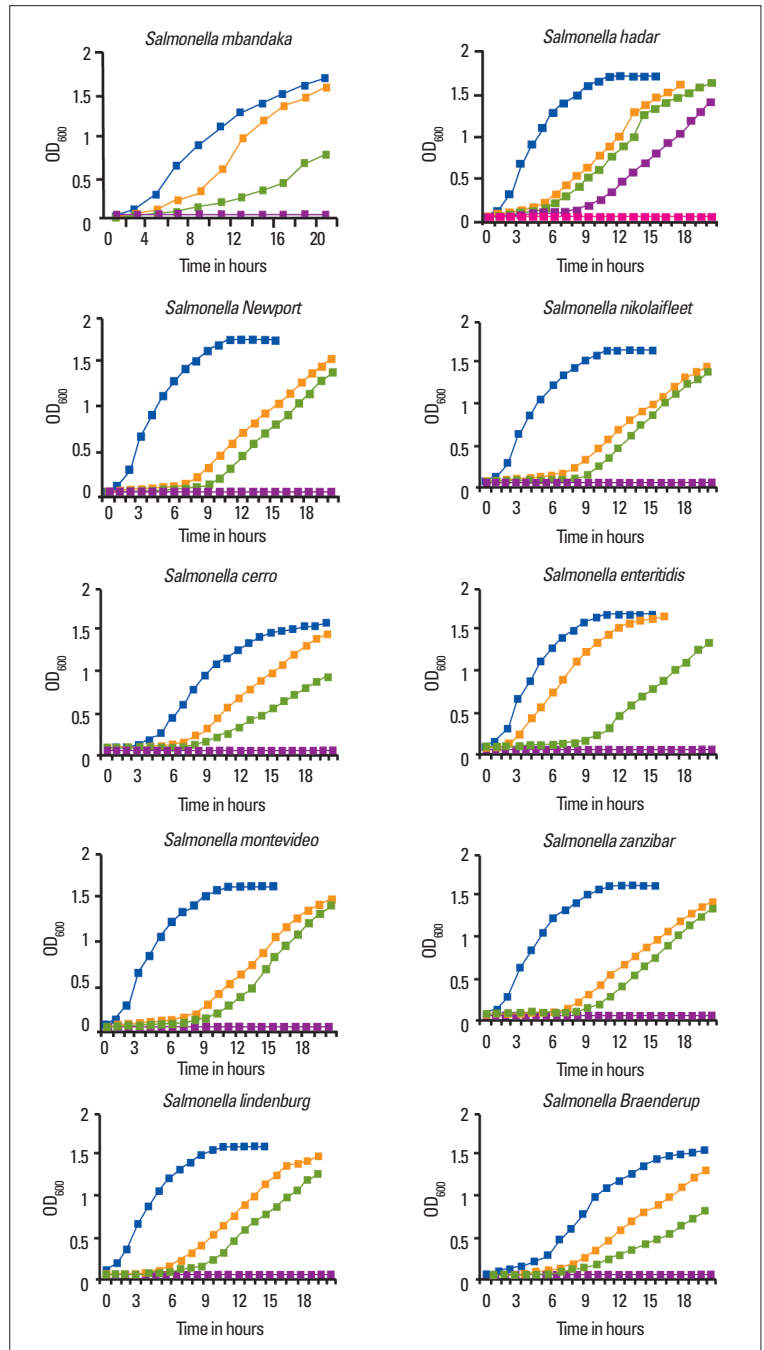 Salmonella mbandaka
2
1.5
1
0.5
0
OD600
0 4 8 12 16 20
Time in hours
Salmonella hadar
2
1.5
1
0.5
0
OD600
0 3 6 9 12 15 18
Time in hours
Salmonella Newport
2
1.5
1
0.5
0
OD600
0 3 6 9 12 15 18
Time in hours
Salmonella nikolaifleet
2
1.5
1
0.5
0
OD600
0 3 6 9 12 15 18
Time in hours
Salmonella cerro
2
1.5
1
0.5
0
OD600
0 3 6 9 12 15 18
Time in hours
Salmonella enteritidis
2
1.5
1
0.5
0
OD600
0 3 6 9 12 15 18
Time in hours
Salmonella montevideo
2
1.5
1
0.5
0
OD600
0 3 6 9 12 15 18
Time in hours
Salmonella zanzibar
2
1.5
1
0.5
0
OD600
0 3 6 9 12 15 18
Time in hours
Salmonella lindenburg
2
1.5
1
0.5
0
OD600
0 3 6 9 12 15 18
Time in hours
Salmonella Braenderup
2
1.5
1
0.5
0
OD600
0 3 6 9 12 15 18
Time in hours